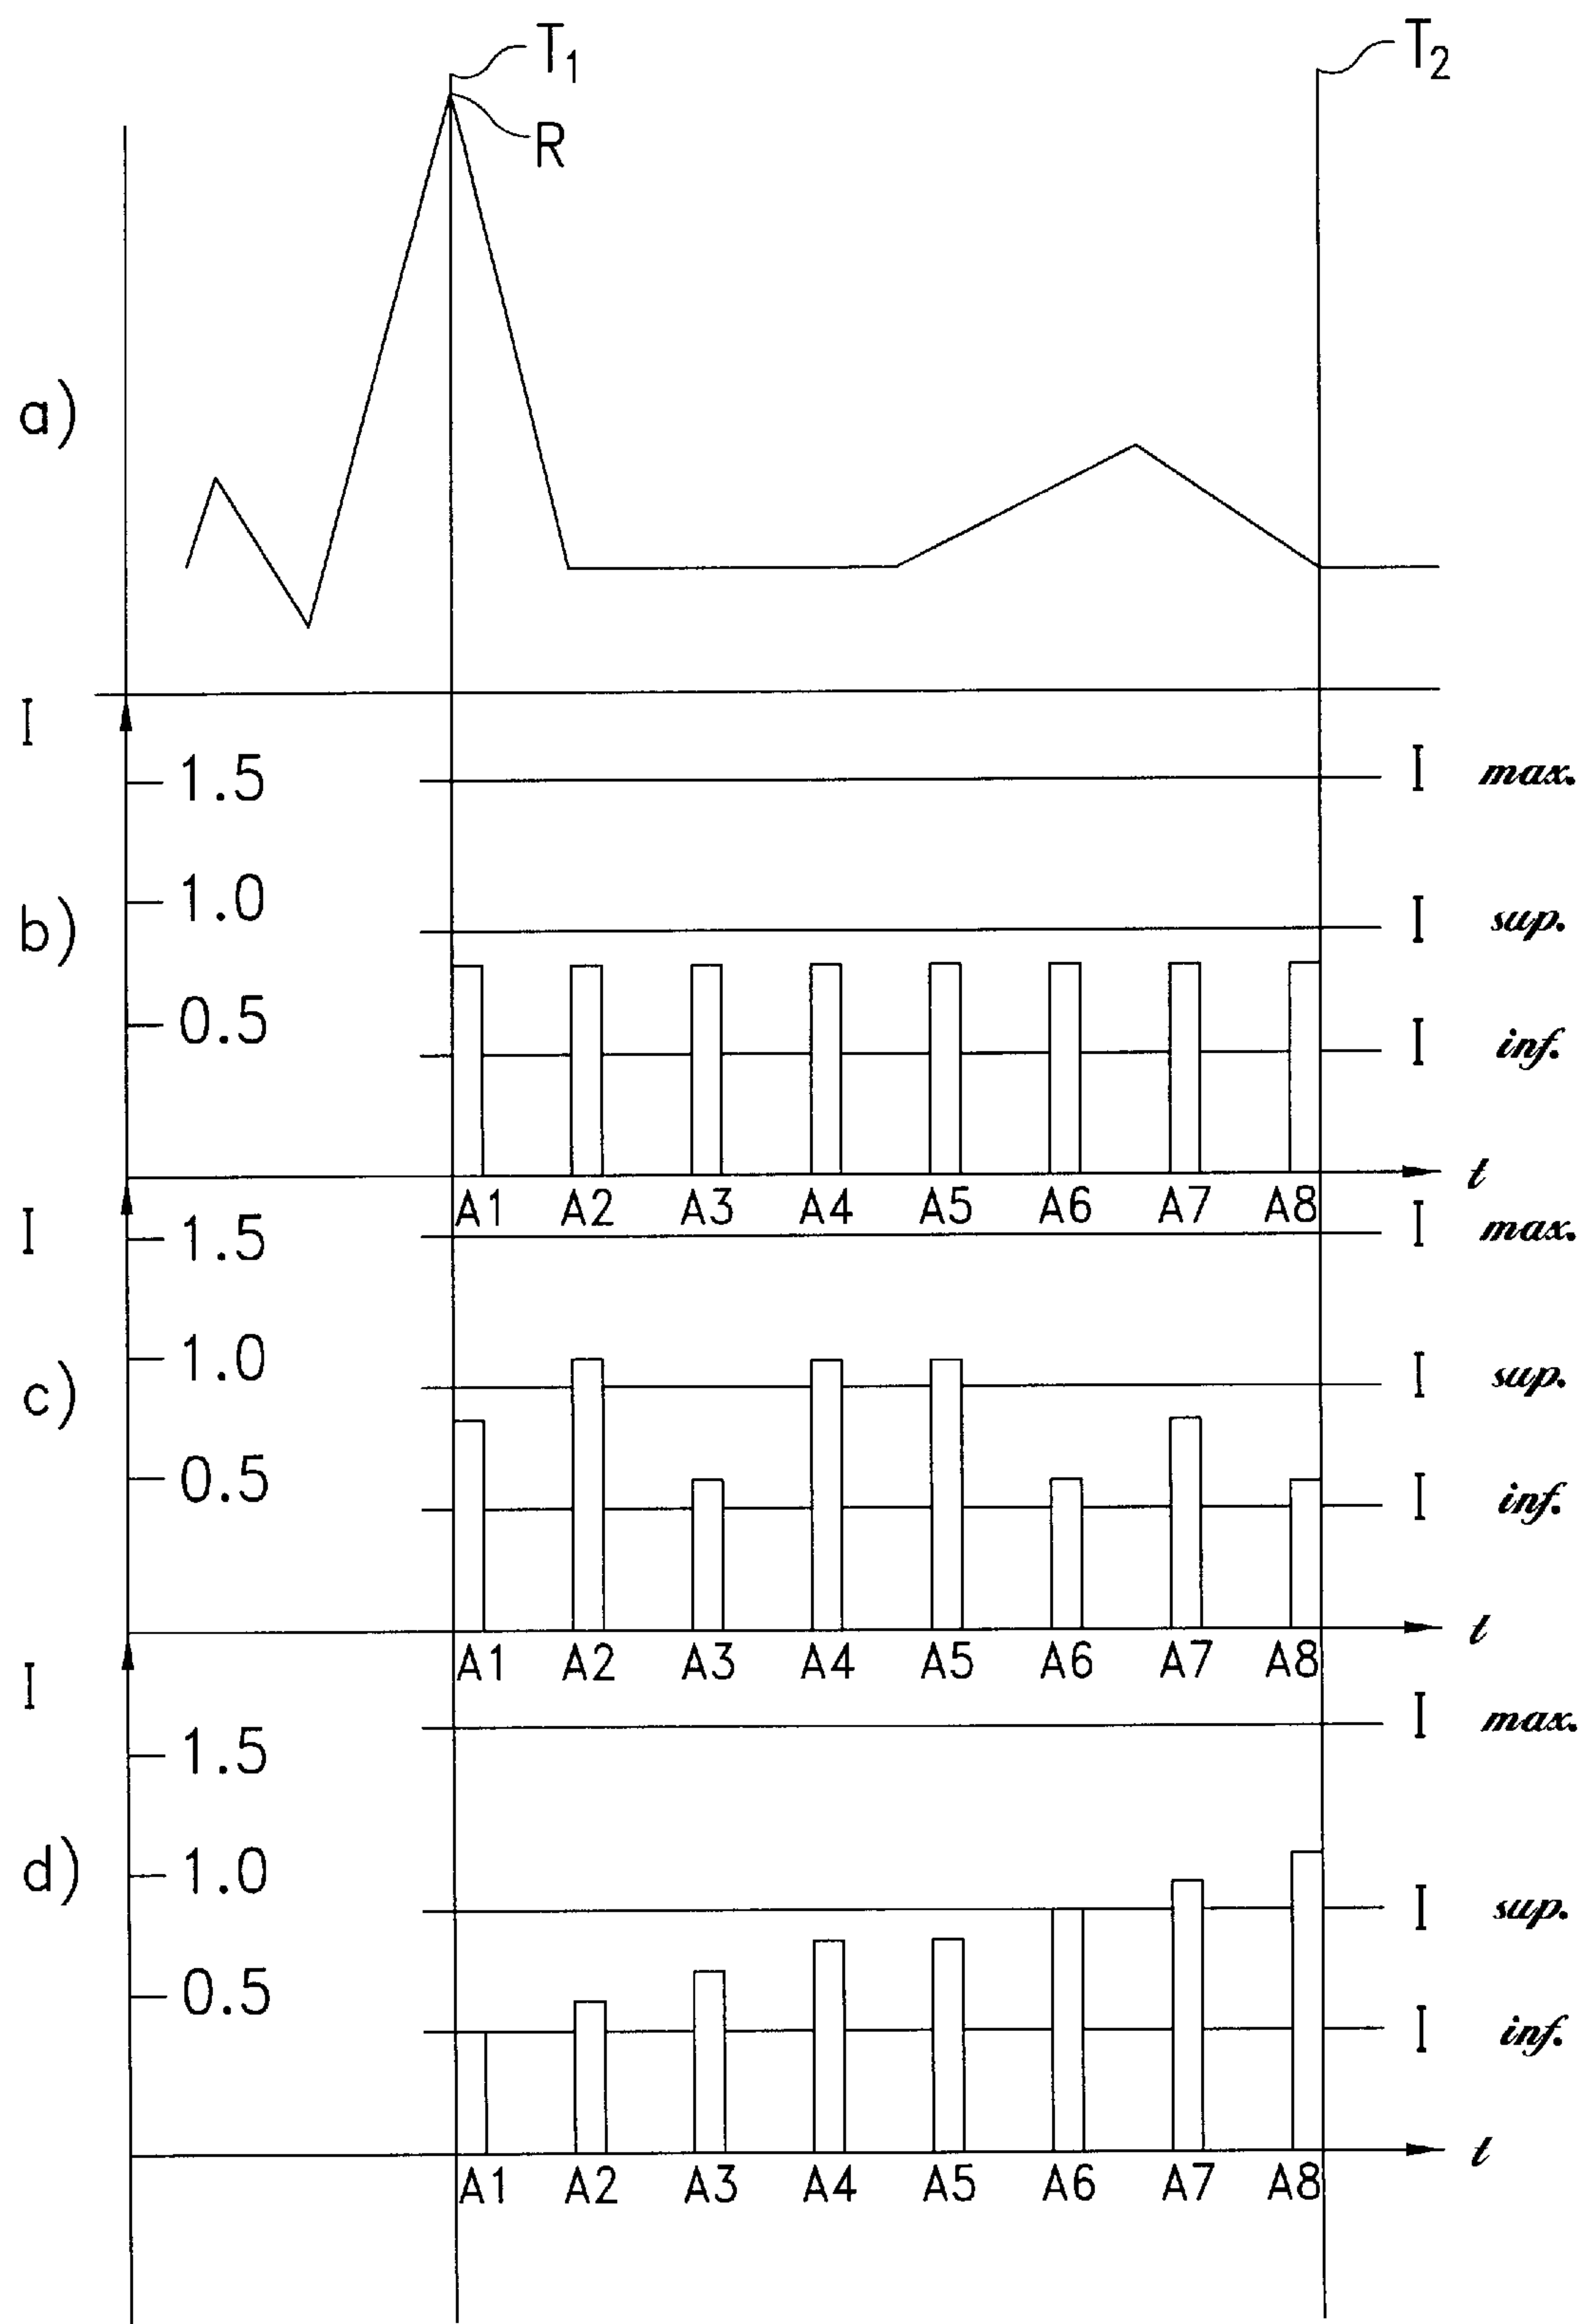 T1
T2
R
a)
I
1.5
I max.
1.0
I sup.
b)
0.5
I inf.
t
A1 A2 A3 A4 A5 A6 A7 A8
I
1.5
I max.
1.0
I sup.
c)
0.5
I inf.
t
A1 A2 A3 A4 A5 A6 A7 A8
I
I max.
1.5
d)
1.0
I sup.
0.5
I inf.
t
A1 A2 A3 A4 A5 A6 A7 A8